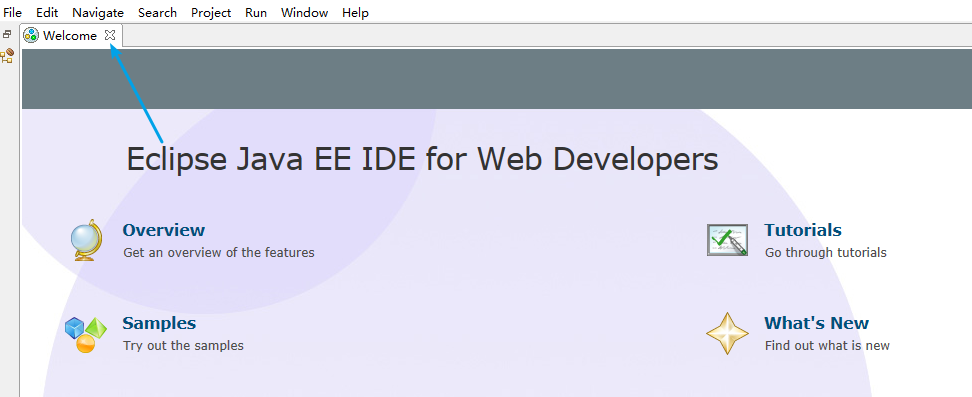 File Edit Navigate Search Project Run Window Help
Welcome
Eclipse Java EE IDE for Web Developers
Overview
Get an overview of the features
Tutorials
Go through tutorials
Samples
Try out the samples
What's New
Find out what is new